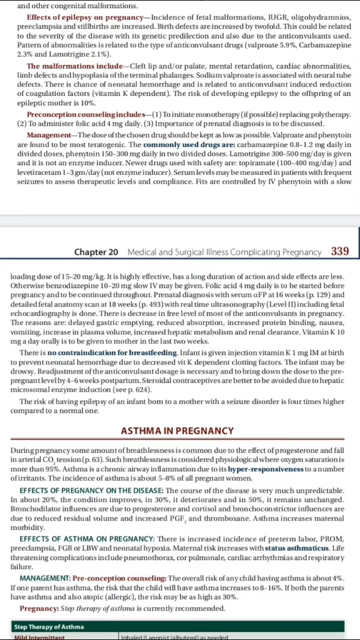 and other congenital malformations.
Effects of epilepsy on pregnancy—Incidence of fetal malformations, IUGR, oligohydramnios,
preeclampsia and stillbirths are increased. Birth defects are increased by twofold. This could be related
to the severity of the disease with its genetic predilection and also due to the anticonvulsants used.
Pattern of abnormalities is related to the type of anticonvulsant drugs (valproate 5.9%, Carbamazepine
2.3% and Lamotrigine 2.1%).
The malformations include—Cleft lip and/or palate, mental retardation, cardiac abnormalities,
limb defects and hypoplasia of the terminal phalanges. Sodium valproate is associated with neural tube
defects. There is chance of neonatal hemorrhage and is related to anticonvulsant induced reduction
of coagulation factors (vitamin K dependent). The risk of developing epilepsy to the offspring of an
epileptic mother is 10%.
Preconception counseling includes—(1) To initiate monotherapy (if possible) replacing polytherapy.
(2) To administer folic acid 4 mg daily. (3) Importance of prenatal diagnosis is to be discussed.
Management—The dose of the chosen drug should be kept as low as possible. Valproate and phenytoin
are found to be most teratogenic. The commonly used drugs are: carbamazepine 0.8–1.2 mg daily in
divided doses, phenytoin 150–300 mg daily in two divided doses. Lamotrigine 300–500 mg/day is given
and it is not an enzyme inducer. Newer drugs used with safety are: topiramate (100–400 mg/day) and
levetiracetam 1–3 gm/day (not enzyme inducer). Serum levels may be measured in patients with frequent
seizures to assess therapeutic levels and compliance. Fits are controlled by IV phenytoin with a slow
Chapter 20 Medical and Surgical Illness Complicating Pregnancy 339
loading dose of 15–20 mg/kg. It is highly effective, has a long duration of action and side effects are less.
Otherwise benzodiazepine 10–20 mg slow IV may be given. Folic acid 4 mg daily is to be started before
pregnancy and to be continued throughout. Prenatal diagnosis with serum αFP at 16 weeks (p. 129) and
detailed fetal anatomy scan at 18 weeks (p. 493) with real time ultrasonography (Level II) including fetal
echocardiography is done. There is decrease in free level of most of the anticonvulsants in pregnancy.
The reasons are: delayed gastric emptying, reduced absorption, increased protein binding, nausea,
vomiting, increase in plasma volume, increased hepatic metabolism and renal clearance. Vitamin K 10
mg a day orally is to be given to mother in the last two weeks.
There is no contraindication for breastfeeding. Infant is given injection vitamin K 1 mg IM at birth
to prevent neonatal hemorrhage due to decreased vit K dependent clotting factors. The infant may be
drowsy. Readjustment of the anticonvulsant dosage is necessary and to bring down the dose to the pre-
pregnant level by 4–6 weeks postpartum. Steroidal contraceptives are better to be avoided due to hepatic
microsomal enzyme induction (see p. 624).
The risk of having epilepsy of an infant born to a mother with a seizure disorder is four times higher
compared to a normal one.
ASTHMA IN PREGNANCY
During pregnancy some amount of breathlessness is common due to the effect of progesterone and fall
in arterial CO2 tension (p. 63). Such breathlessness is considered physiological where oxygen saturation is
more than 95%. Asthma is a chronic airway inflammation due to its hyper-responsiveness to a number
of irritants. The incidence of asthma is about 5–8% of all pregnant women.
EFFECTS OF PREGNANCY ON THE DISEASE: The course of the disease is very much unpredictable.
In about 20%, the condition improves, in 30%, it deteriorates and in 50%, it remains unchanged.
Bronchodilator influences are due to progesterone and cortisol and bronchoconstrictor influences are
due to reduced residual volume and increased PGF2 and thromboxane. Asthma increases maternal
morbidity.
EFFECTS OF ASTHMA ON PREGNANCY: There is increased incidence of preterm labor, PROM,
preeclampsia, FGR or LBW and neonatal hypoxia. Maternal risk increases with status asthmaticus. Life
threatening complications include pneumothorax, cor pulmonale, cardiac arrhythmias and respiratory
failure.
MANAGEMENT: Pre-conception counseling: The overall risk of any child having asthma is about 4%.
If one parent has asthma, the risk that the child will have asthma increases to 8–16%. If both the parents
have asthma and also atopic (allergic), the risk may be as high as 30%.
Pregnancy: Step therapy of asthma is currently recommended.
Step Therapy of Asthma
Mild Intermittent Inhaled β agonist (albuterol) as needed